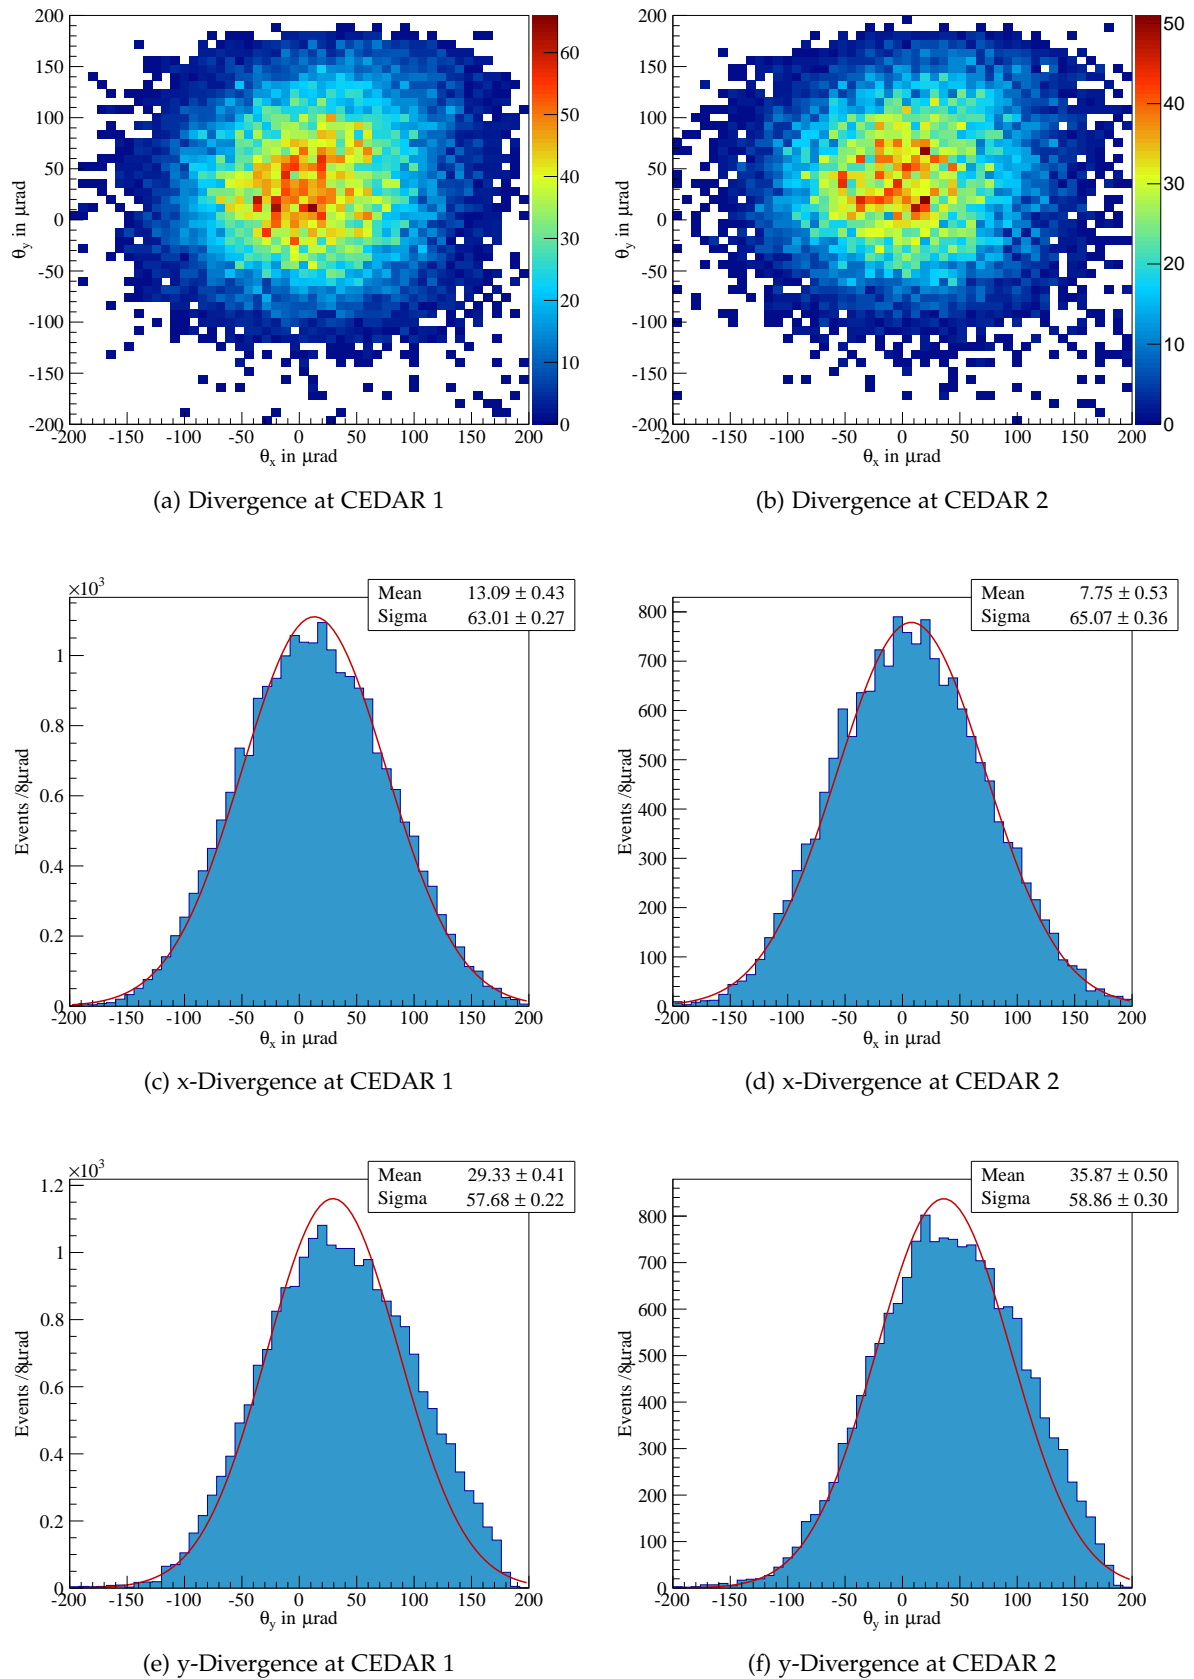 200
150
100
50
0
-50
-100
-150
-200
θy in μrad
-200 -150 -100 -50 0 50 100 150 200
θx in μrad
60
50
40
30
20
10
0
(a) Divergence at CEDAR 1
200
150
100
50
0
-50
-100
-150
-200
θy in μrad
-200 -150 -100 -50 0 50 100 150 200
θx in μrad
50
40
30
20
10
0
(b) Divergence at CEDAR 2
×10³
Mean 13.09 ± 0.43
Sigma 63.01 ± 0.27
1
0.8
0.6
0.4
0.2
0
Events /8μrad
-200 -150 -100 -50 0 50 100 150 200
θx in μrad
(c) x-Divergence at CEDAR 1
Mean 7.75 ± 0.53
Sigma 65.07 ± 0.36
800
700
600
500
400
300
200
100
0
Events /8μrad
-200 -150 -100 -50 0 50 100 150 200
θx in μrad
(d) x-Divergence at CEDAR 2
×10³
Mean 29.33 ± 0.41
Sigma 57.68 ± 0.22
1.2
1
0.8
0.6
0.4
0.2
0
Events /8μrad
-200 -150 -100 -50 0 50 100 150 200
θy in μrad
(e) y-Divergence at CEDAR 1
Mean 35.87 ± 0.50
Sigma 58.86 ± 0.30
800
700
600
500
400
300
200
100
0
Events /8μrad
-200 -150 -100 -50 0 50 100 150 200
θy in μrad
(f) y-Divergence at CEDAR 2